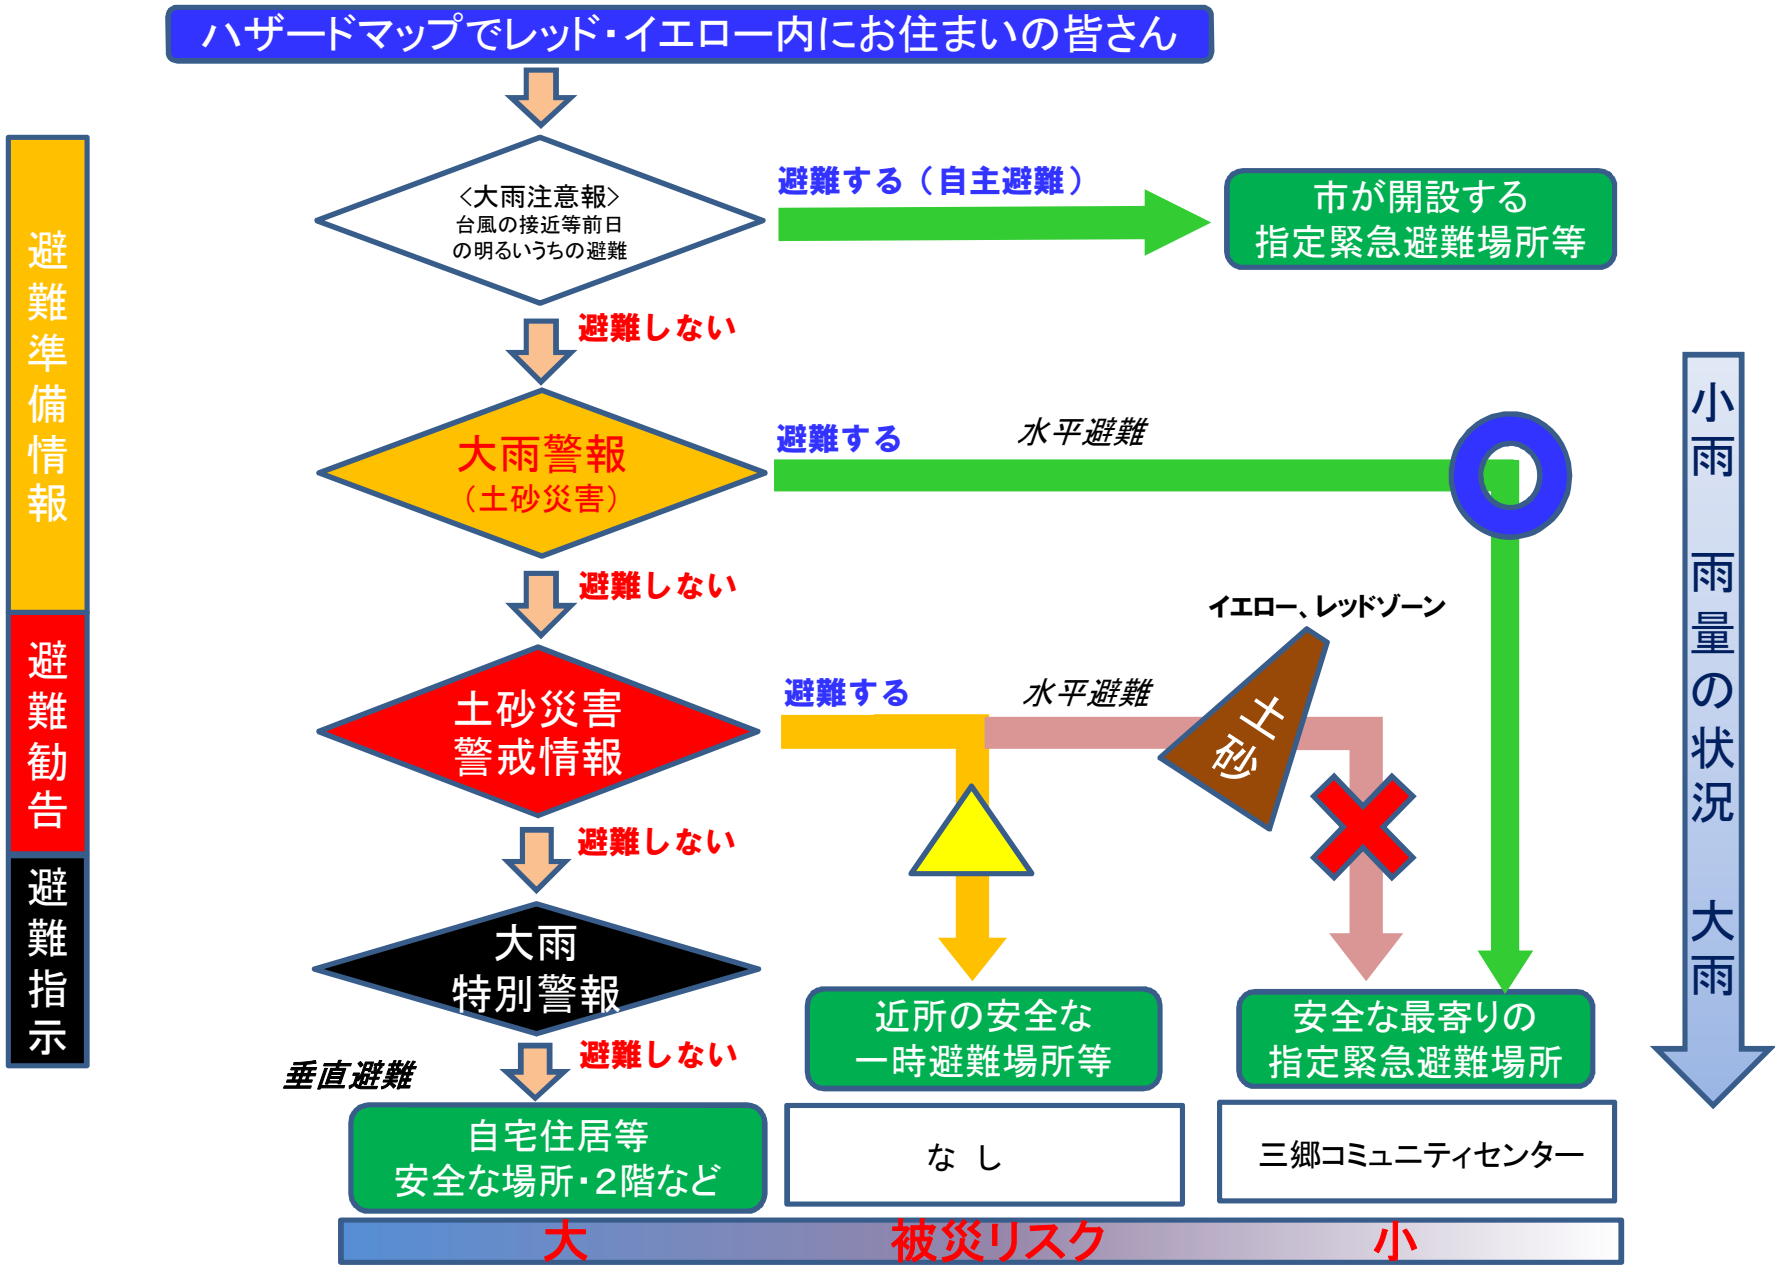 ハザードマップでレッド・イエロー内にお住まいの皆さん
避難準備情報
避難勧告
避難指示
<大雨注意報>
台風の接近等前日
の明るいうちの避難
避難する（自主避難）
市が開設する
指定緊急避難場所等
避難しない
大雨警報
（土砂災害）
避難する
水平避難
避難しない
イエロー、レッドゾーン
土砂
土砂災害
警戒情報
避難する
水平避難
避難しない
大雨
特別警報
避難しない
垂直避難
近所の安全な
一時避難場所等
安全な最寄りの
指定緊急避難場所
自宅住居等
安全な場所・２階など
なし
三郷コミュニティセンター
大 被災リスク 小
小雨 雨量の状況 大雨